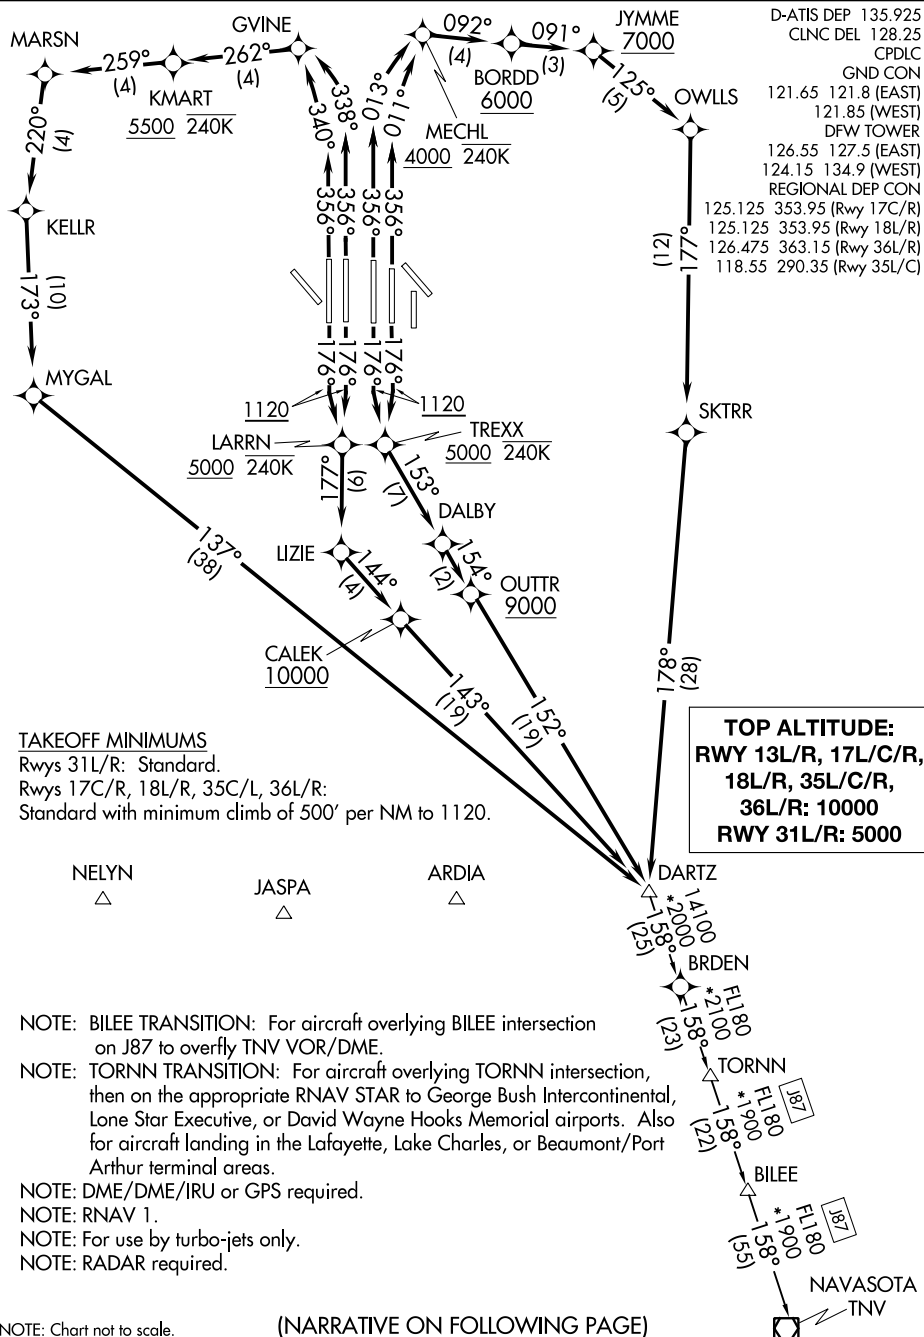 D-ATIS DEP 135.925
CLNC DEL 128.25
CPDLC
GND CON
121.65 121.8 (EAST)
121.85 (WEST)
DFW TOWER
126.55 127.5 (EAST)
124.15 134.9 (WEST)
REGIONAL DEP CON
125.125 353.95 (Rwy 17C/R)
125.125 353.95 (Rwy 18L/R)
126.475 363.15 (Rwy 36L/R)
118.55 290.35 (Rwy 35L/C)
MARSN
259°
(4)
KMART
5500 240K
262°
(4)
GVINE
340°
338°
013°
011°
092°
(4)
MECHL
4000 240K
BORDD
6000
091°
(3)
JYMME
7000
125°
(5)
OWLLS
220°
(4)
KELLR
173°
(10)
MYGAL
356°
356°
356°
356°
176°
176°
176°
176°
177°
(12)
SKTRR
1120
1120
LARRN
5000 240K
TREXX
5000 240K
177°
(6)
LIZIE
144°
(4)
CALEK
10000
153°
(7)
DALBY
154°
(2)
OUTTR
9000
137°
(38)
143°
(19)
152°
(19)
178°
(28)
TAKEOFF MINIMUMS
Rwys 31L/R: Standard.
Rwys 17C/R, 18L/R, 35C/L, 36L/R:
Standard with minimum climb of 500' per NM to 1120.
TOP ALTITUDE:
RWY 13L/R, 17L/C/R,
18L/R, 35L/C/R,
36L/R: 10000
RWY 31L/R: 5000
NELYN
JASPA
ARDIA
DARTZ
14100
*2000
158°
(25)
BRDEN
FL180
*2100
158°
(23)
TORNN
J87
FL180
*1900
158°
(22)
BILEE
J87
FL180
*1900
158°
(55)
NAVASOTA
TNV
NOTE: BILEE TRANSITION: For aircraft overlying BILEE intersection
on J87 to overfly TNV VOR/DME.
NOTE: TORNN TRANSITION: For aircraft overlying TORNN intersection,
then on the appropriate RNAV STAR to George Bush Intercontinental,
Lone Star Executive, or David Wayne Hooks Memorial airports. Also
for aircraft landing in the Lafayette, Lake Charles, or Beaumont/Port
Arthur terminal areas.
NOTE: DME/DME/IRU or GPS required.
NOTE: RNAV 1.
NOTE: For use by turbo-jets only.
NOTE: RADAR required.
NOTE: Chart not to scale.
(NARRATIVE ON FOLLOWING PAGE)